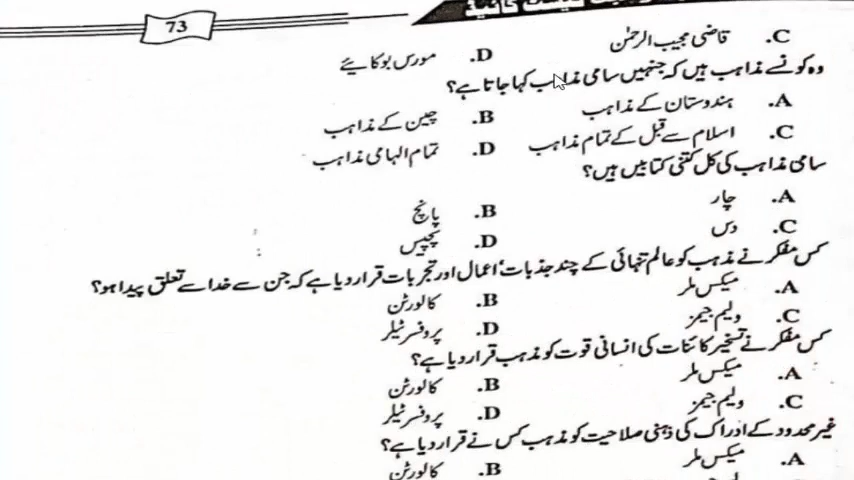 73
C. قاضی مجیب الرحمٰن
D. مورس بوکائیے
وہ کونسے مذاہب ہیں کہ جنہیں سامی مذاہب کہا جاتا ہے؟
A. ہندوستان کے مذاہب
B. چین کے مذاہب
C. اسلام سے قبل کے تمام مذاہب
D. تمام الہامی مذاہب
سامی مذاہب کی کل کتنی کتابیں ہیں؟
A. چار
B. پانچ
C. دس
D. پچیس
کس مفکر نے مذہب کو عالم تنہائی کے چند جذبات‘ اعمال اور تجربات قرار دیا ہے کہ جن سے خدا سے تعلق پیدا ہو؟
A. میکس ملر
B. کالورٹن
C. ولیم جیمز
D. پروفسر ٹیلر
کس مفکر نے تسخیر کائنات کی انسانی قوت کو مذہب قرار دیا ہے؟
A. میکس ملر
B. کالورٹن
C. ولیم جیمز
D. پروفسر ٹیلر
غیر محدود کے ادراک کی ذہنی صلاحیت کو مذہب کس نے قرار دیا ہے؟
A. میکس ملر
B. کالورٹن